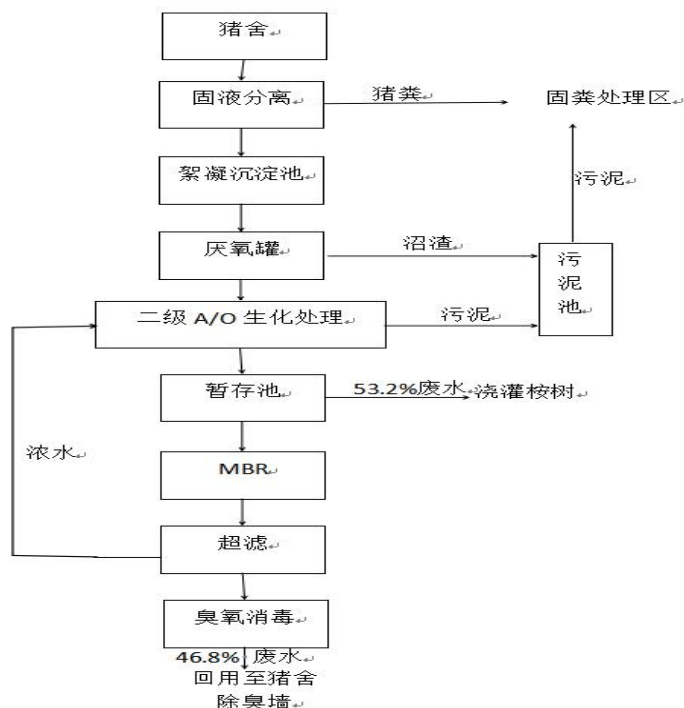 猪舍
固液分离
猪粪
固粪处理区
絮凝沉淀池
污泥
厌氧罐
沼渣
污
泥
池
二级 A/O 生化处理
污泥
暂存池
53.2%废水
浇灌桉树
浓水
MBR
超滤
臭氧消毒
46.8% 废水
回用至猪舍
除臭墙